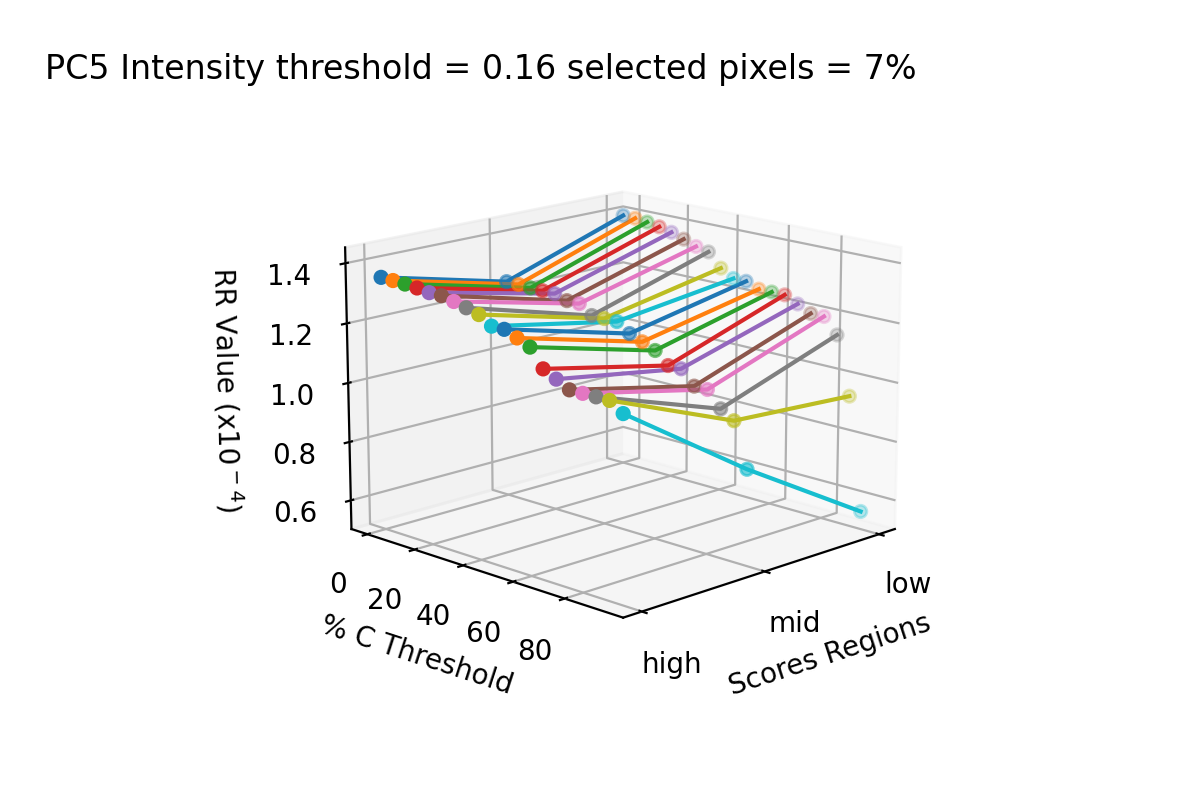 PC5 Intensity threshold = 0.16 selected pixels = 7%
RR Value (x10⁻⁴)
1.4
1.2
1.0
0.8
0.6
0
20
40
60
80
% C Threshold
high
mid
low
Scores Regions